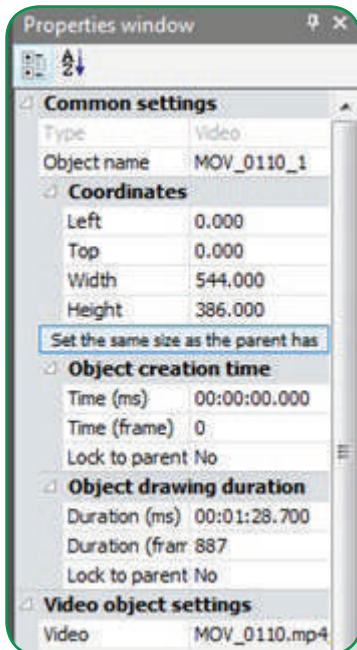 Properties window
Common settings
Type Video
Object name MOV_0110_1
Coordinates
Left 0.000
Top 0.000
Width 544.000
Height 386.000
Set the same size as the parent has
Object creation time
Time (ms) 00:00:00.000
Time (frame) 0
Lock to parent No
Object drawing duration
Duration (ms) 00:01:28.700
Duration (fram 887
Lock to parent No
Video object settings
Video MOV_0110.mp4